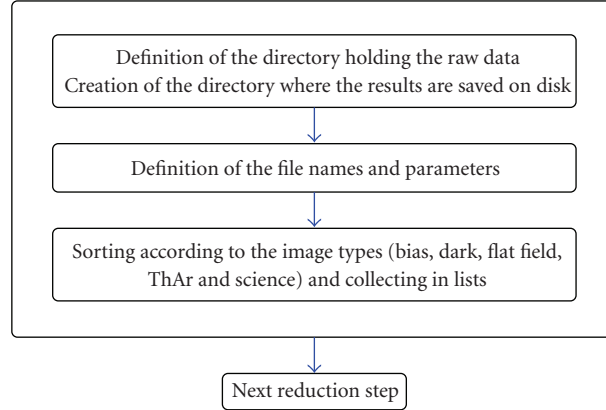 Definition of the directory holding the raw data
Creation of the directory where the results are saved on disk
Definition of the file names and parameters
Sorting according to the image types (bias, dark, flat field,
ThAr and science) and collecting in lists
Next reduction step